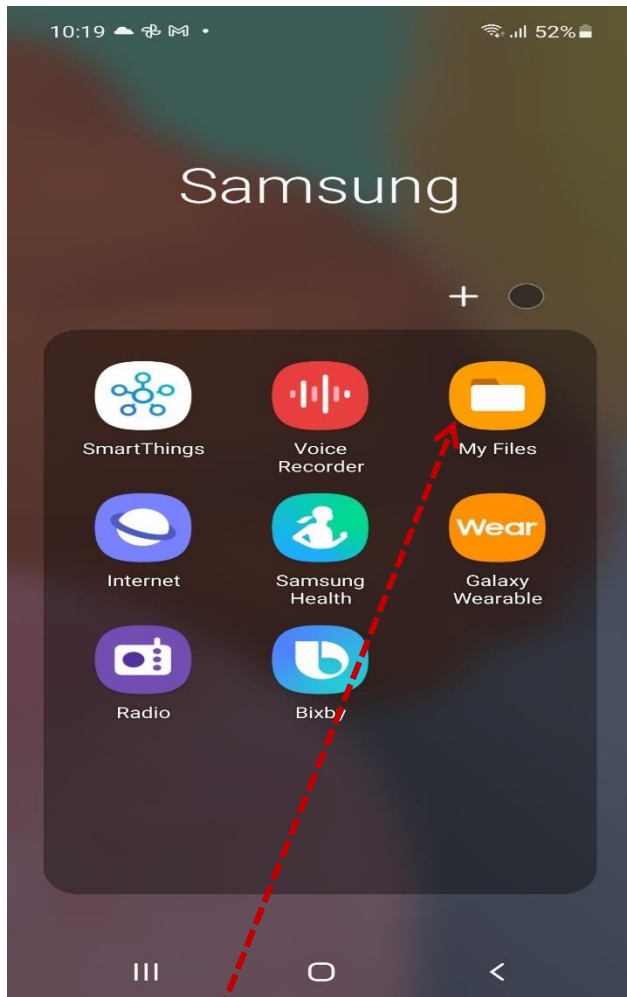 10:19
52%
Samsung
SmartThings
Voice
Recorder
My Files
Internet
Samsung
Health
Wear
Galaxy
Wearable
Radio
Bixby